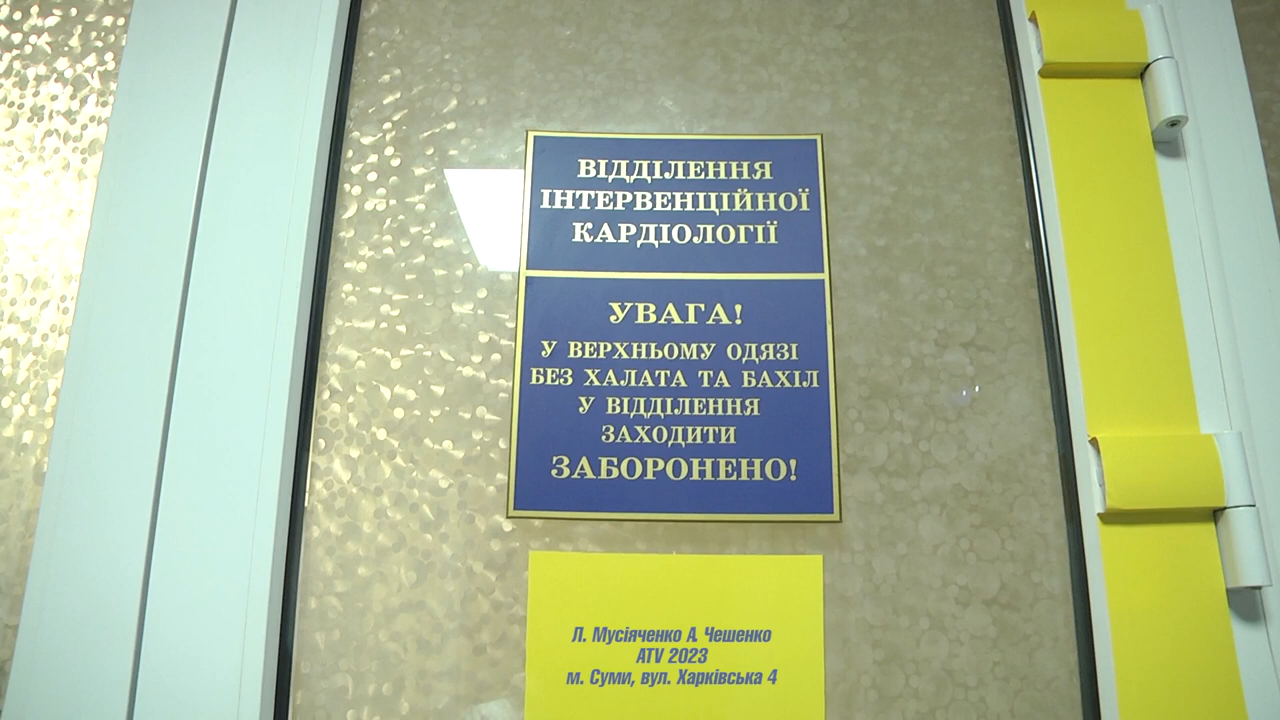 ВІДДІЛЕННЯ
ІНТЕРВЕНЦІЙНОЇ
КАРДІОЛОГІЇ
УВАГА!
У ВЕРХНЬОМУ ОДЯЗІ
БЕЗ ХАЛАТА ТА БАХІЛ
У ВІДДІЛЕННЯ
ЗАХОДИТИ
ЗАБОРОНЕНО!
Л. Мусіяченко А. Чешенко
ATV 2023
м. Суми, вул. Харківська 4